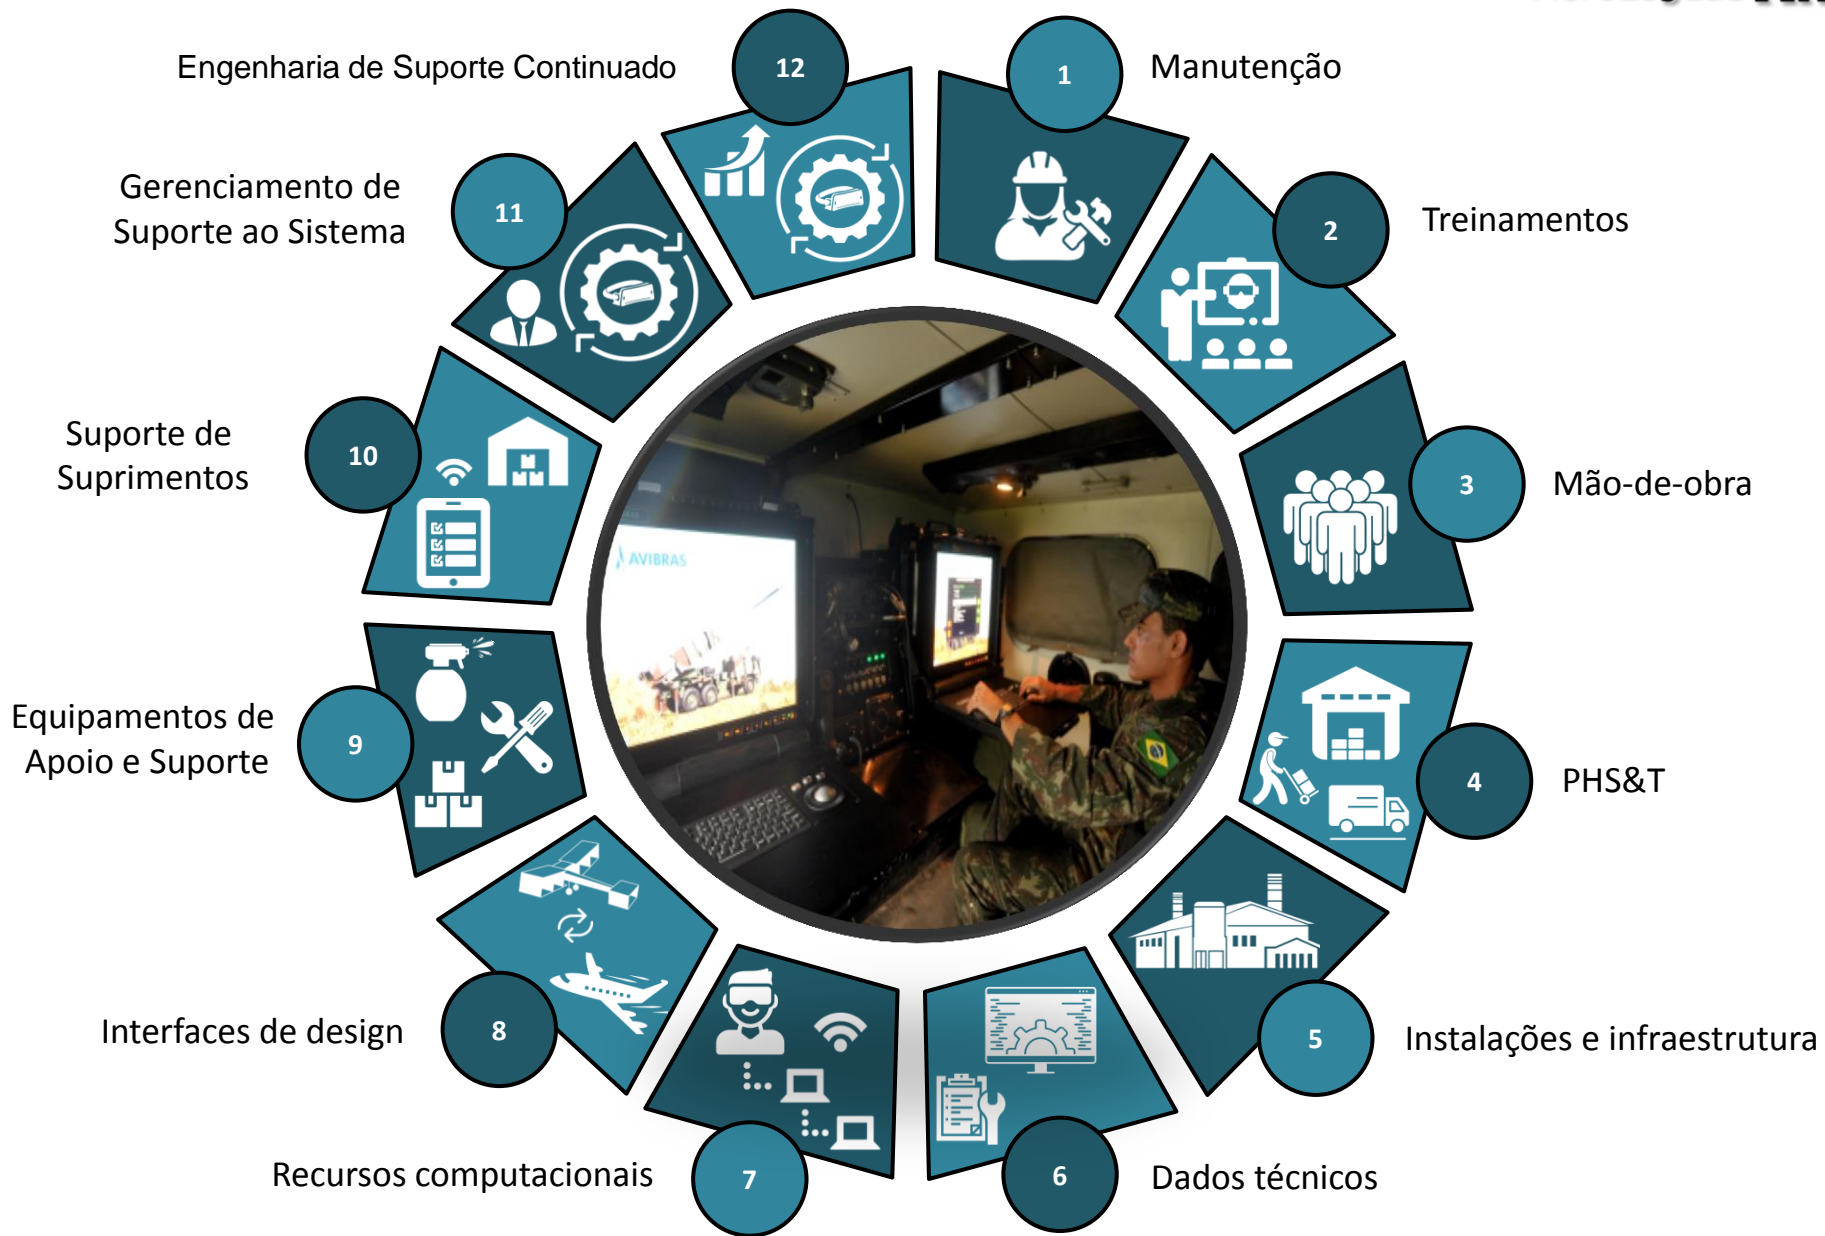 Engenharia de Suporte Continuado
12
1
Manutenção
Gerenciamento de
Suporte ao Sistema
11
2
Treinamentos
Suporte de
Suprimentos
10
3
Mão-de-obra
AVIBRAS
Equipamentos de
Apoio e Suporte
9
4
PHS&T
Interfaces de design
8
5
Instalações e infraestrutura
Recursos computacionais
7
6
Dados técnicos